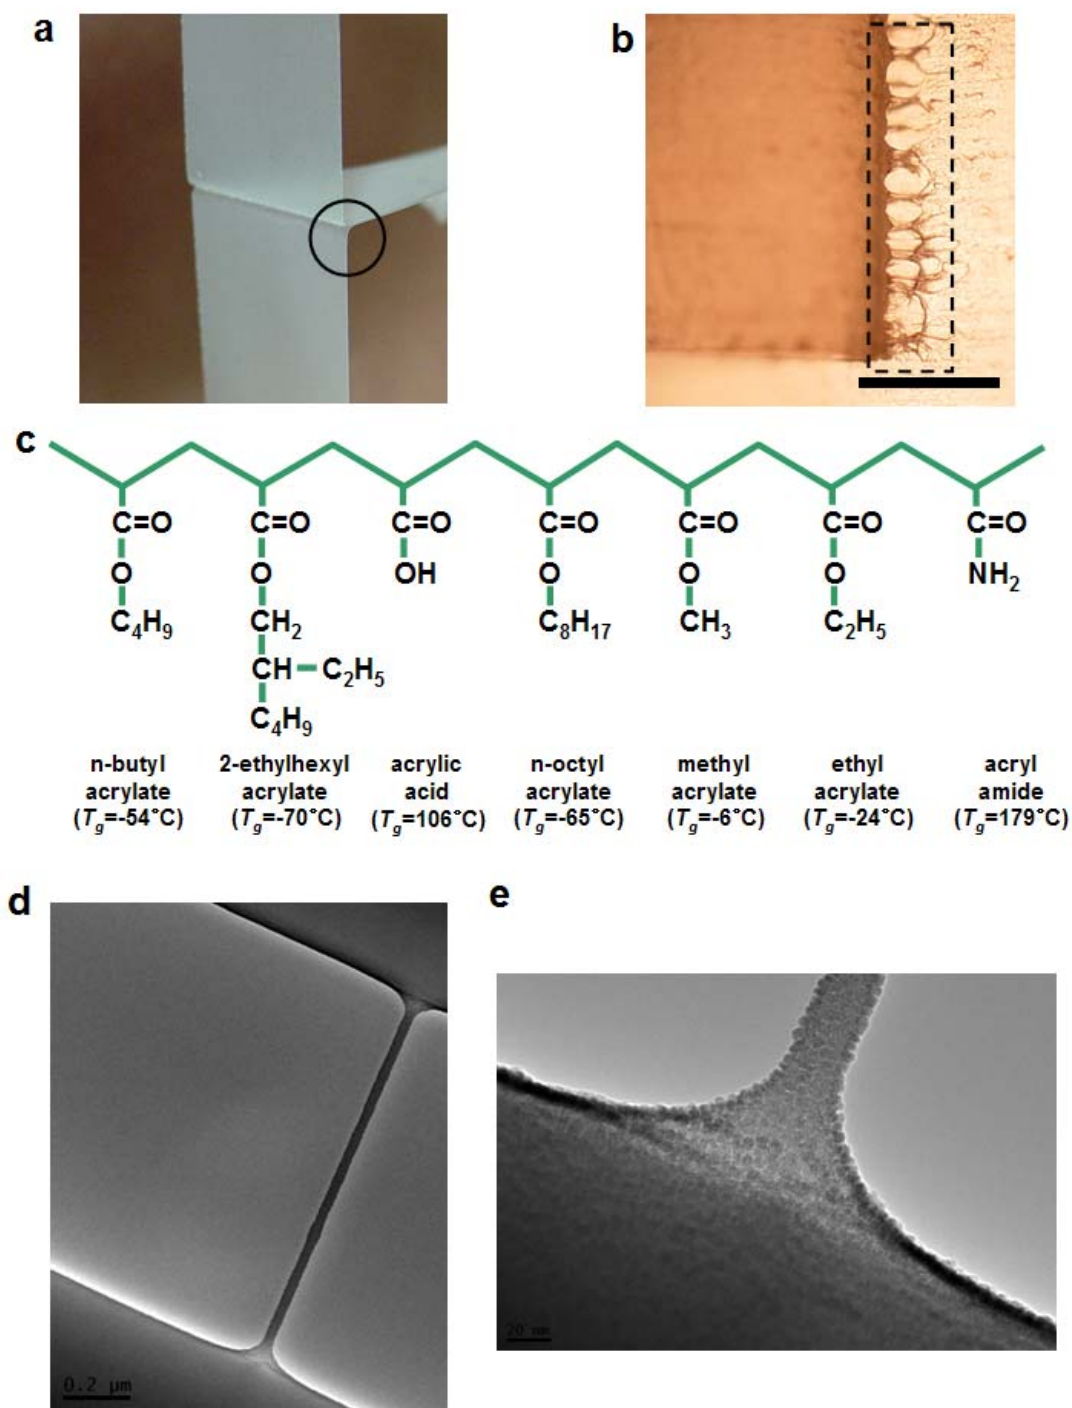 a
b
c
C=O C=O C=O C=O C=O C=O C=O
O O OH O O O NH₂
C₄H₉ CH₂ C₈H₁₇ CH₃ C₂H₅
CH C₂H₅
C₄H₉
n-butyl 2-ethylhexyl acrylic n-octyl methyl ethyl acryl
acrylate acrylate acid acrylate acrylate acrylate amide
(Tg=-54°C) (Tg=-70°C) (Tg=106°C) (Tg=-65°C) (Tg=-6°C) (Tg=-24°C) (Tg=179°C)
d
e
0.2 µm
20 nm